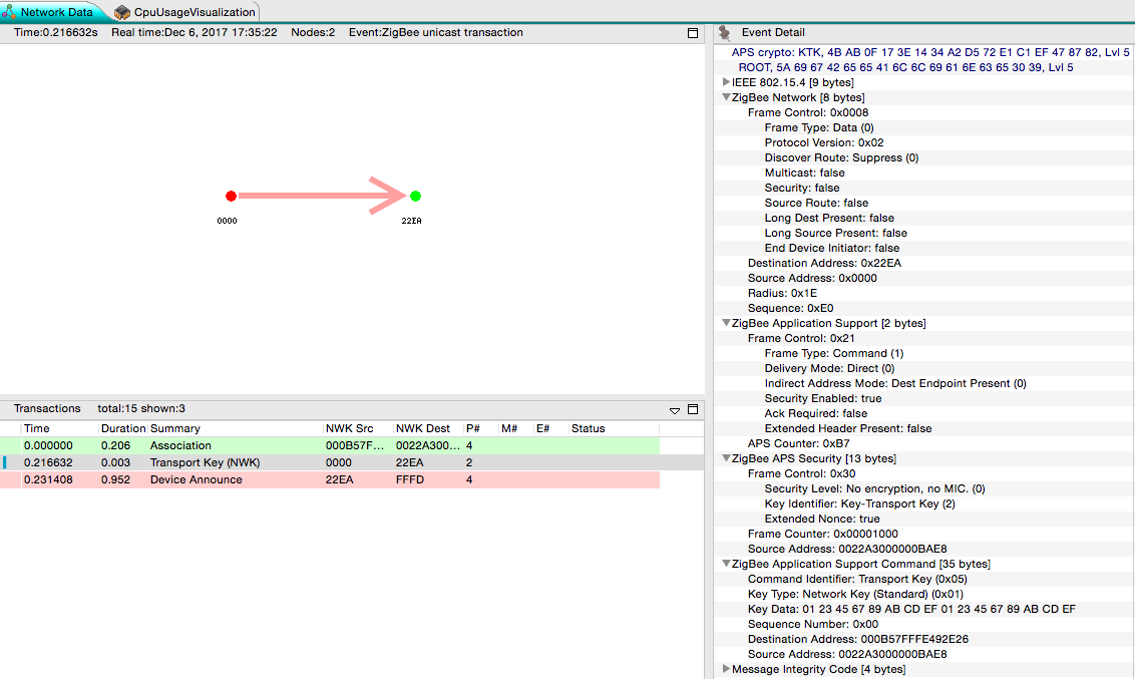 Network Data
CpuUsageVisualization
Time:0.216632s Real time:Dec 6, 2017 17:35:22 Nodes:2 Event:ZigBee unicast transaction
0000
22EA
Transactions total:15 shown:3
Time Duration Summary NWK Src NWK Dest P# M# E# Status
0.000000 0.206 Association 000B57F... 0022A300... 4
0.216632 0.003 Transport Key (NWK) 0000 22EA 2
0.231408 0.952 Device Announce 22EA FFFD 4
Event Detail
APS crypto: KTK, 4B AB 0F 17 3E 14 34 A2 D5 72 E1 C1 EF 47 87 82, Lvl 5
ROOT, 5A 69 67 42 65 65 41 6C 6C 69 61 6E 63 65 30 39, Lvl 5
IEEE 802.15.4 [9 bytes]
ZigBee Network [8 bytes]
Frame Control: 0x0008
Frame Type: Data (0)
Protocol Version: 0x02
Discover Route: Suppress (0)
Multicast: false
Security: false
Source Route: false
Long Dest Present: false
Long Source Present: false
End Device Initiator: false
Destination Address: 0x22EA
Source Address: 0x0000
Radius: 0x1E
Sequence: 0xE0
ZigBee Application Support [2 bytes]
Frame Control: 0x21
Frame Type: Command (1)
Delivery Mode: Direct (0)
Indirect Address Mode: Dest Endpoint Present (0)
Security Enabled: true
Ack Required: false
Extended Header Present: false
APS Counter: 0xB7
ZigBee APS Security [13 bytes]
Frame Control: 0x30
Security Level: No encryption, no MIC. (0)
Key Identifier: Key-Transport Key (2)
Extended Nonce: true
Frame Counter: 0x00001000
Source Address: 0022A3000000BAE8
ZigBee Application Support Command [35 bytes]
Command Identifier: Transport Key (0x05)
Key Type: Network Key (Standard) (0x01)
Key Data: 01 23 45 67 89 AB CD EF 01 23 45 67 89 AB CD EF
Sequence Number: 0x00
Destination Address: 000B57FFFE492E26
Source Address: 0022A3000000BAE8
Message Integrity Code [4 bytes]